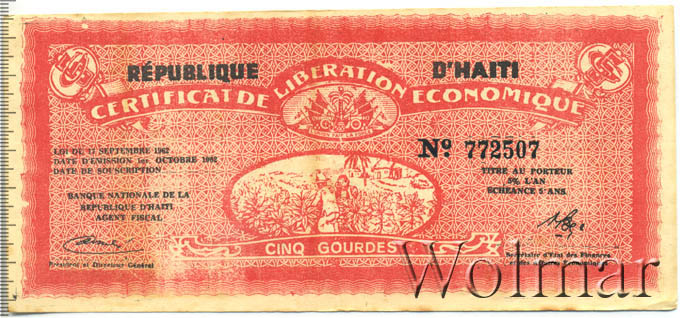 RÉPUBLIQUE D'HAITI
CERTIFICAT DE LIBERATION ECONOMIQUE
L'UNION FAIT LA FORCE
LOI DU 17 SEPTEMBRE 1962
DATE D'EMISSION 1er. OCTOBRE 1962
DATE DE SOUSCRIPTION
BANQUE NATIONALE DE LA
REPUBLIQUE D'HAITI
AGENT FISCAL
Président et Directeur Général
Nº 772507
TITRE AU PORTEUR
5% L'AN
ECHEANCE 5 ANS.
Secrétaire d'Etat des Finances
CINQ GOURDES
Wolmar